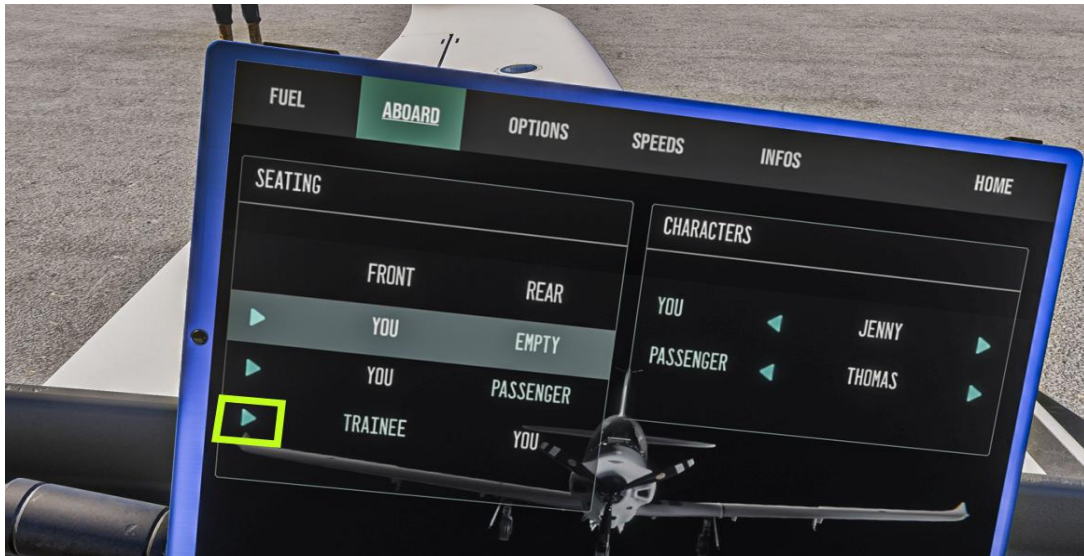 FUEL ABOARD OPTIONS SPEEDS INFOS HOME
SEATING
FRONT REAR
YOU EMPTY
YOU PASSENGER
TRAINEE YOU
CHARACTERS
YOU JENNY
PASSENGER THOMAS